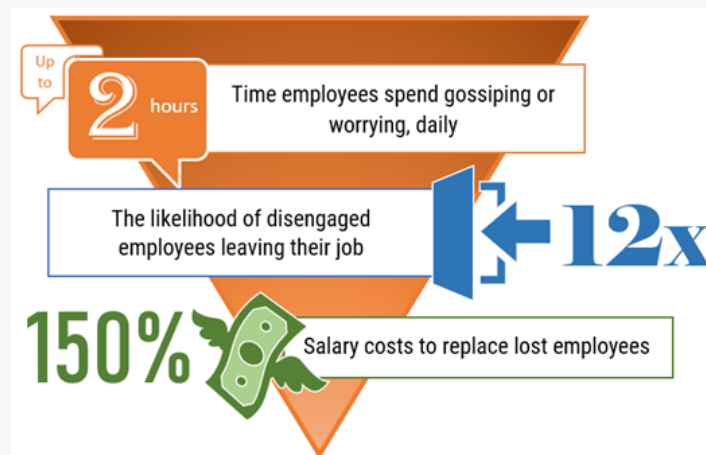 Up
to
2 hours
Time employees spend gossiping or
worrying, daily
The likelihood of disengaged
employees leaving their job
12x
150%
Salary costs to replace lost employees